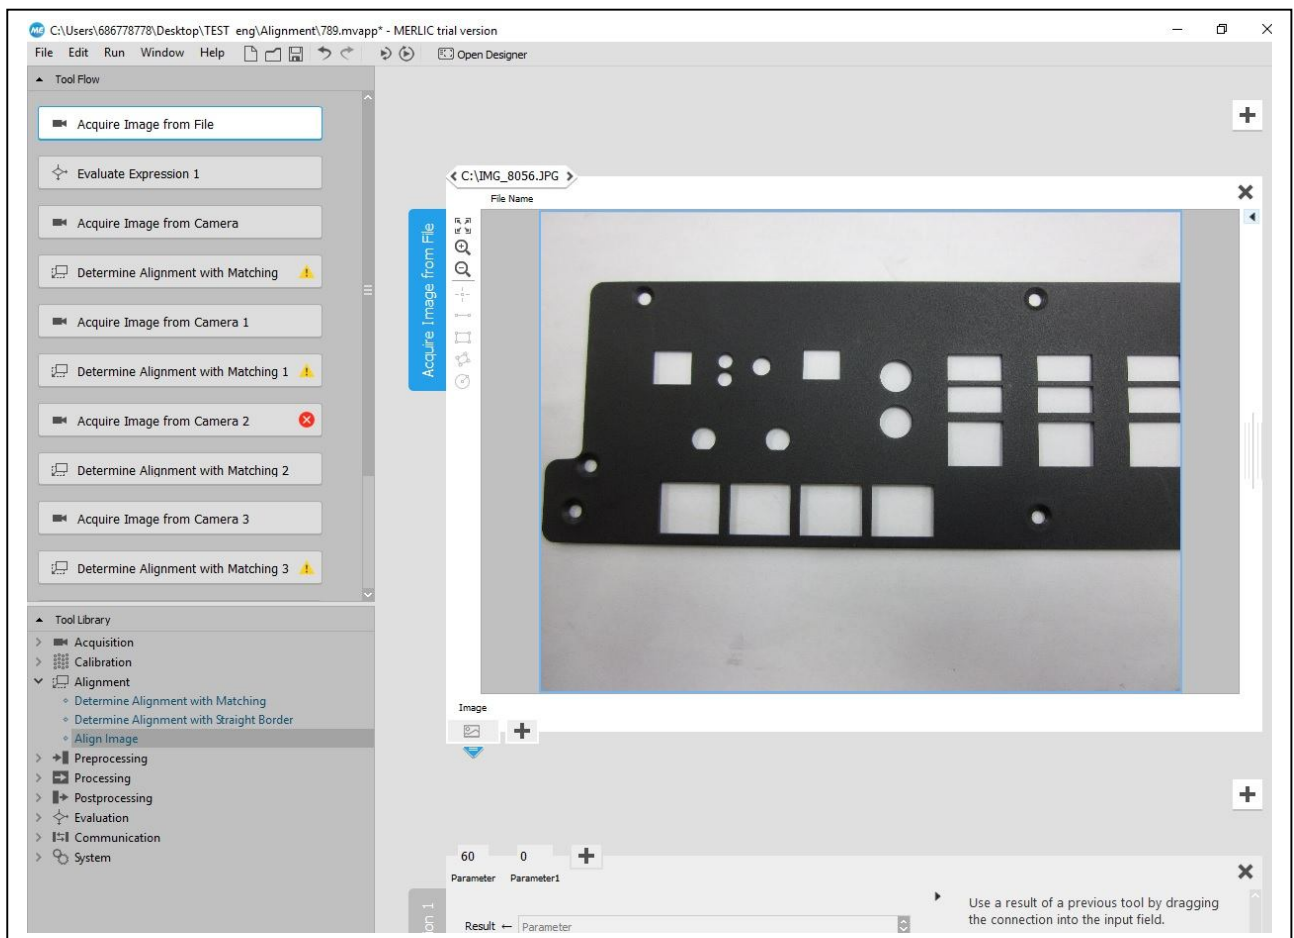 C:\Users\686778778\Desktop\TEST eng\Alignment\789.mvapp* - MERLIC trial version
File Edit Run Window Help Open Designer
Tool Flow
Acquire Image from File
Evaluate Expression 1
Acquire Image from Camera
Determine Alignment with Matching
Acquire Image from Camera 1
Determine Alignment with Matching 1
Acquire Image from Camera 2
Determine Alignment with Matching 2
Acquire Image from Camera 3
Determine Alignment with Matching 3
Tool Library
Acquisition
Calibration
Alignment
Determine Alignment with Matching
Determine Alignment with Straight Border
Align Image
Preprocessing
Processing
Postprocessing
Evaluation
Communication
System
C:\IMG_8056.JPG
File Name
Acquire Image from File
Image
60 0
Parameter Parameter1
Result ← Parameter
Use a result of a previous tool by dragging
the connection into the input field.